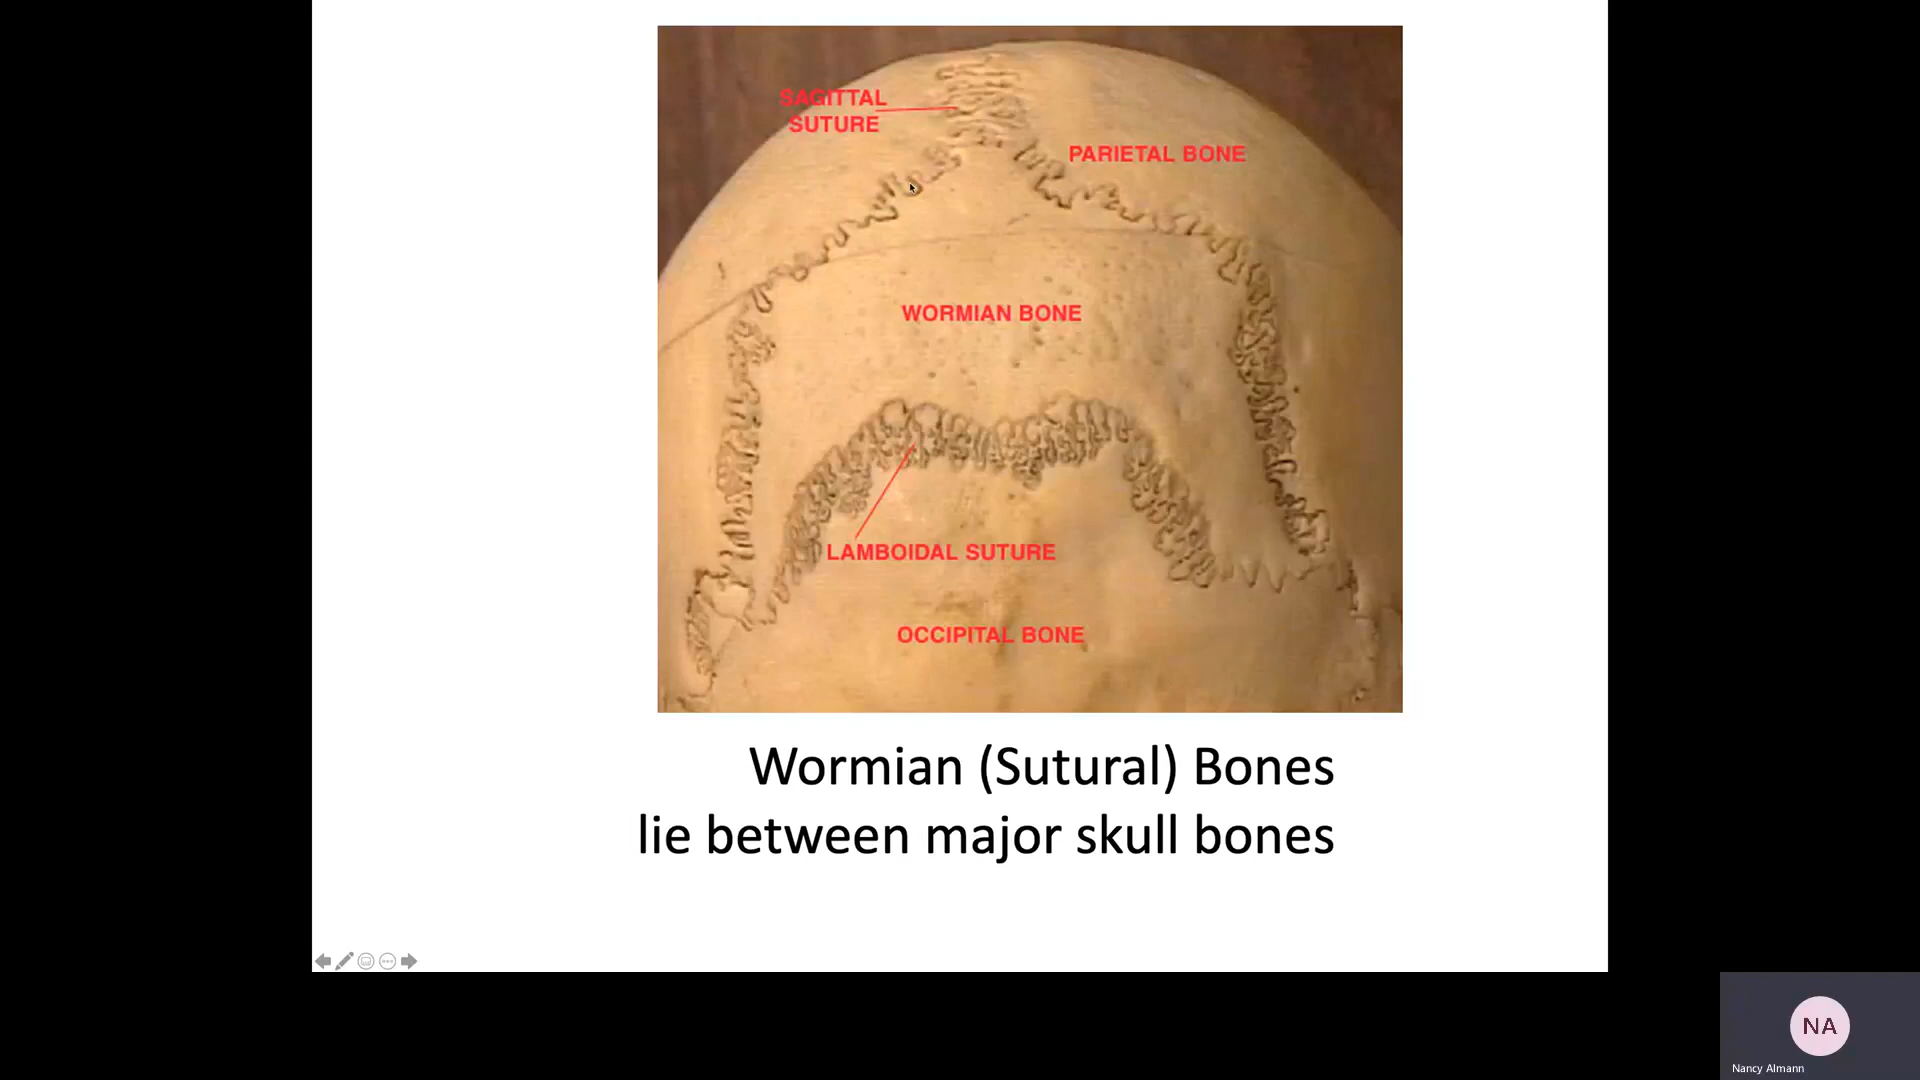 SAGITTAL
SUTURE
PARIETAL BONE
WORMIAN BONE
LAMBOIDAL SUTURE
OCCIPITAL BONE
Wormian (Sutural) Bones
lie between major skull bones
NA
Nancy Almann